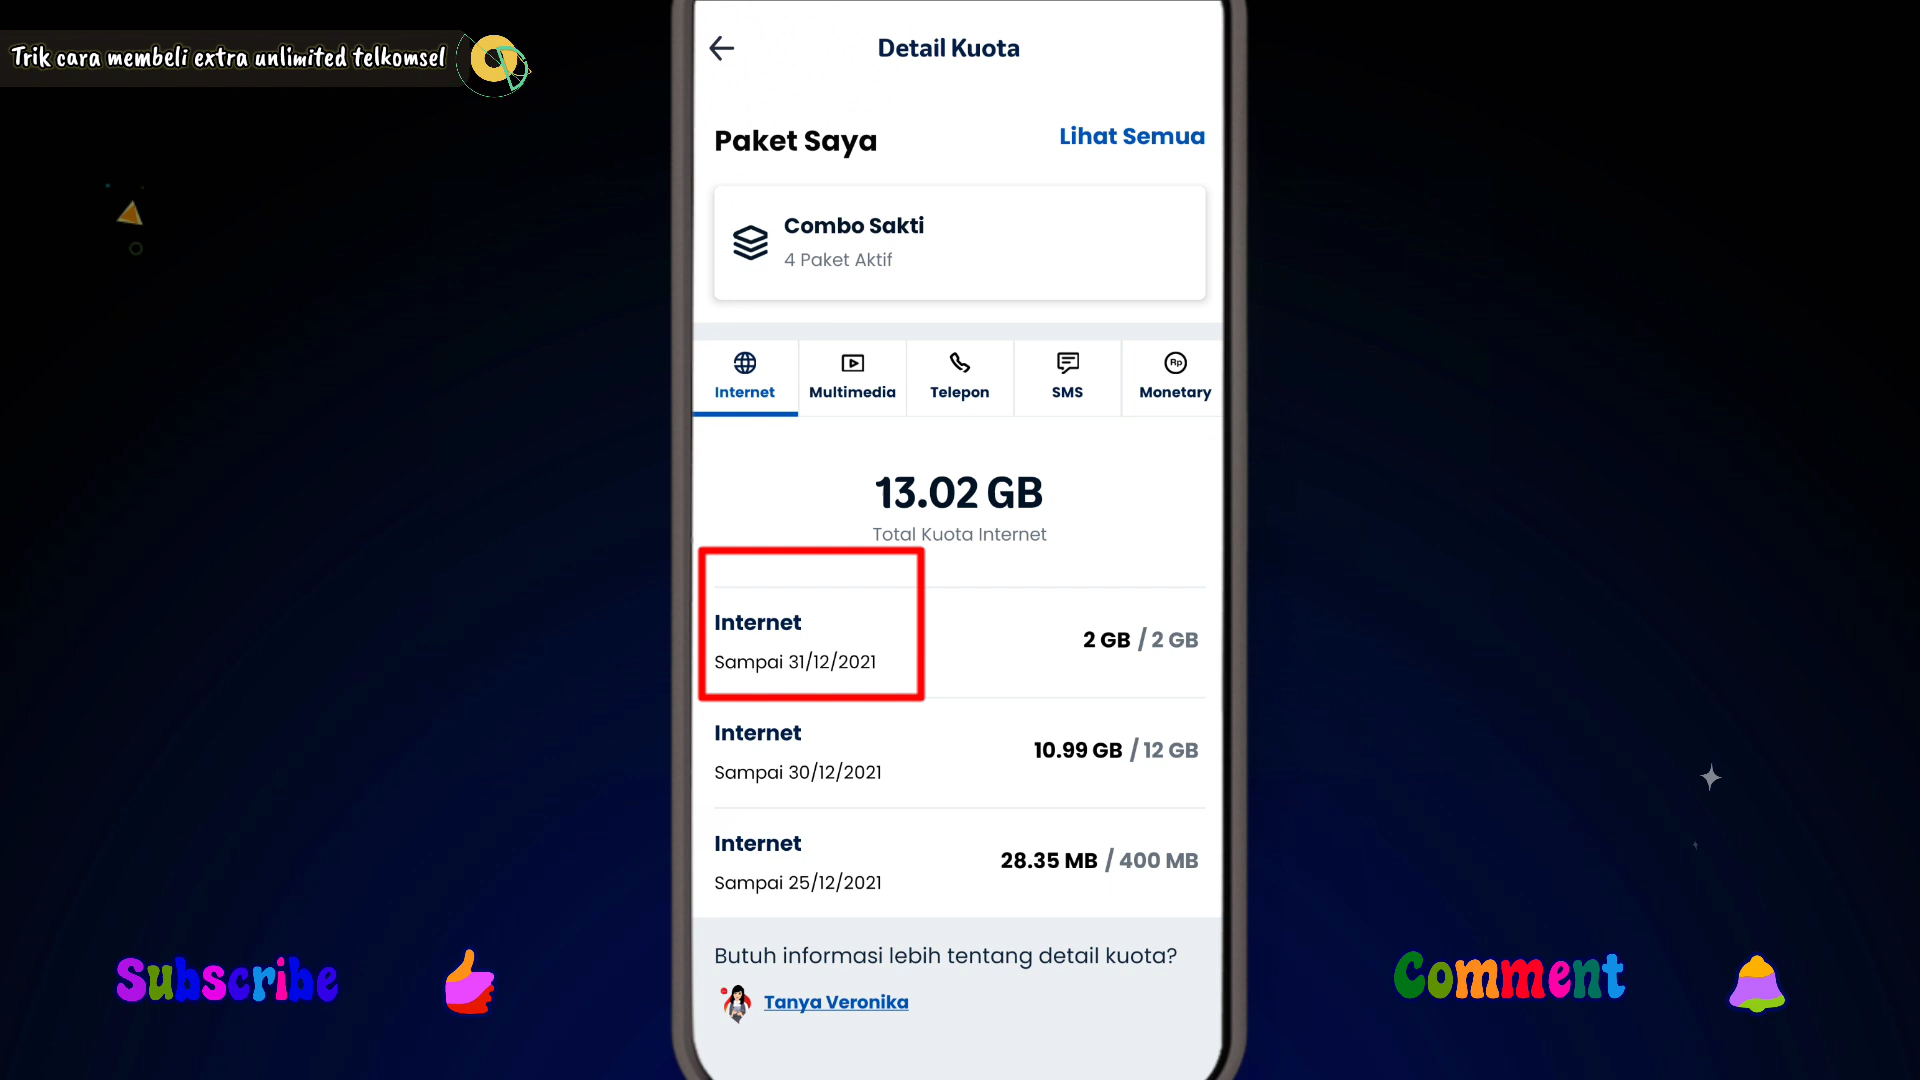 Trik cara membeli extra unlimited telkomsel
Detail Kuota
Paket Saya
Lihat Semua
Combo Sakti
4 Paket Aktif
Internet
Multimedia
Telepon
SMS
Rp
Monetary
13.02 GB
Total Kuota Internet
Internet
2 GB / 2 GB
Sampai 31/12/2021
Internet
10.99 GB / 12 GB
Sampai 30/12/2021
Internet
28.35 MB / 400 MB
Sampai 25/12/2021
Butuh informasi lebih tentang detail kuota?
Tanya Veronika
Subscribe
Comment